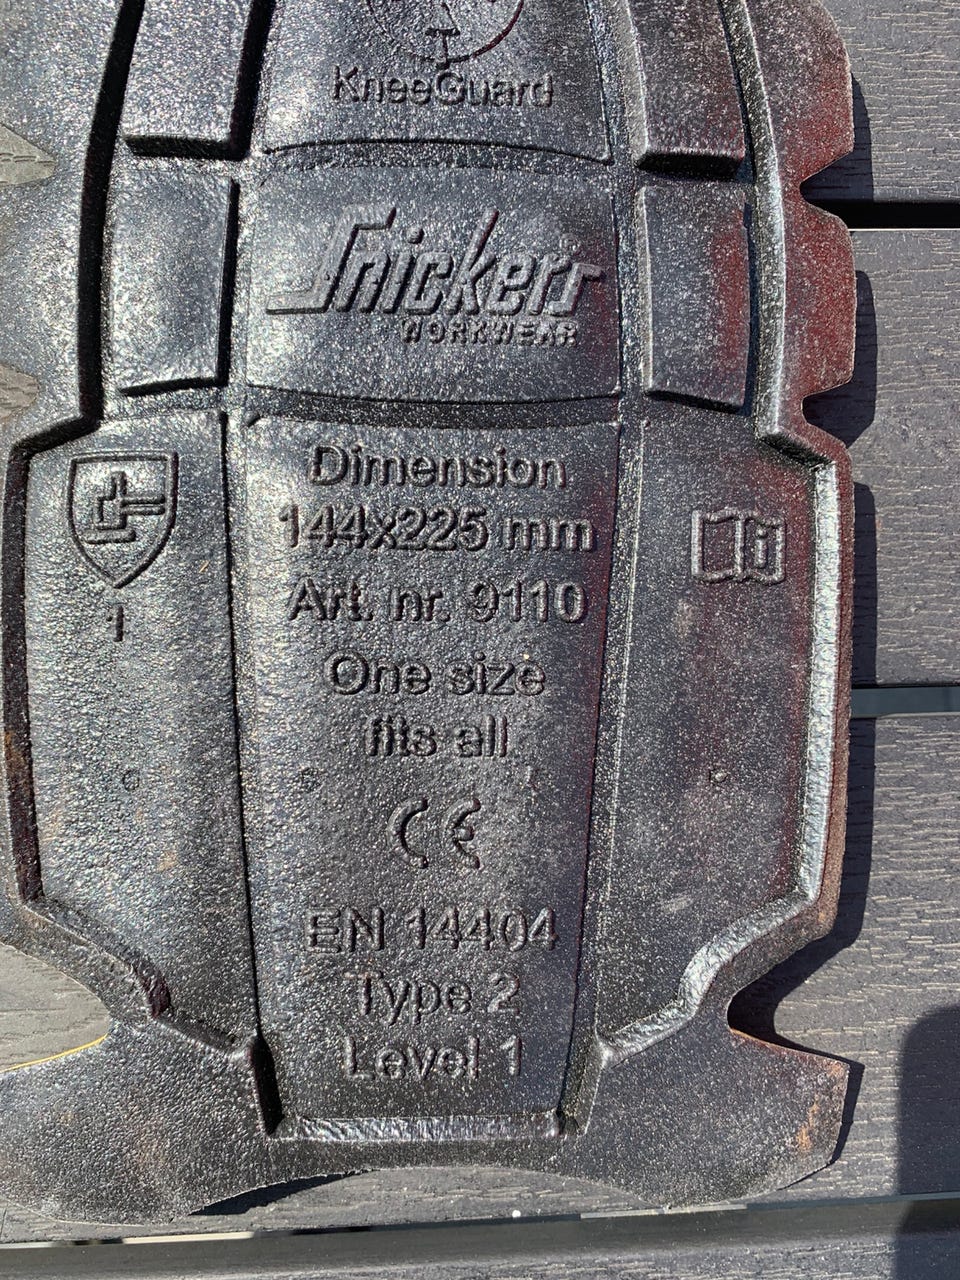 KneeGuard
Snickers®
WORKWEAR
Dimension
144x225 mm
Art. nr. 9110
One size
fits all
1
i
CE
EN 14404
Type 2
Level 1